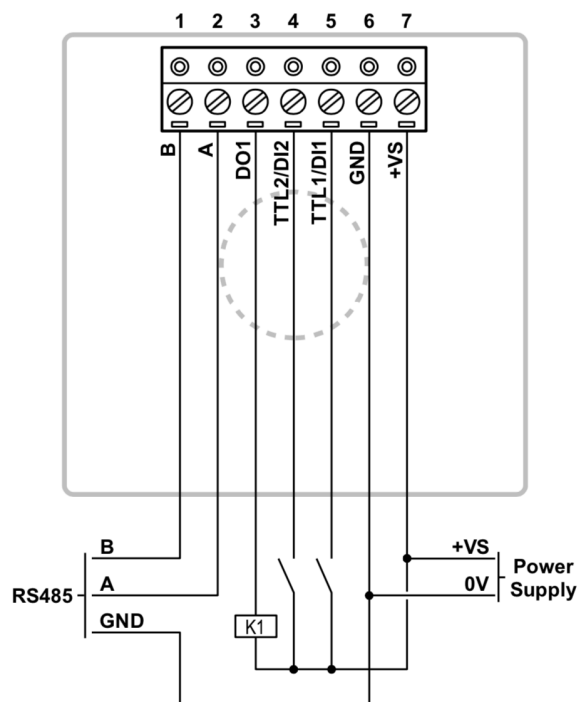 1 2 3 4 5 6 7
B A DO1 TTL2/DI2 TTL1/DI1 GND +VS
B +VS
Power
RS485 A 0V Supply
GND
K1